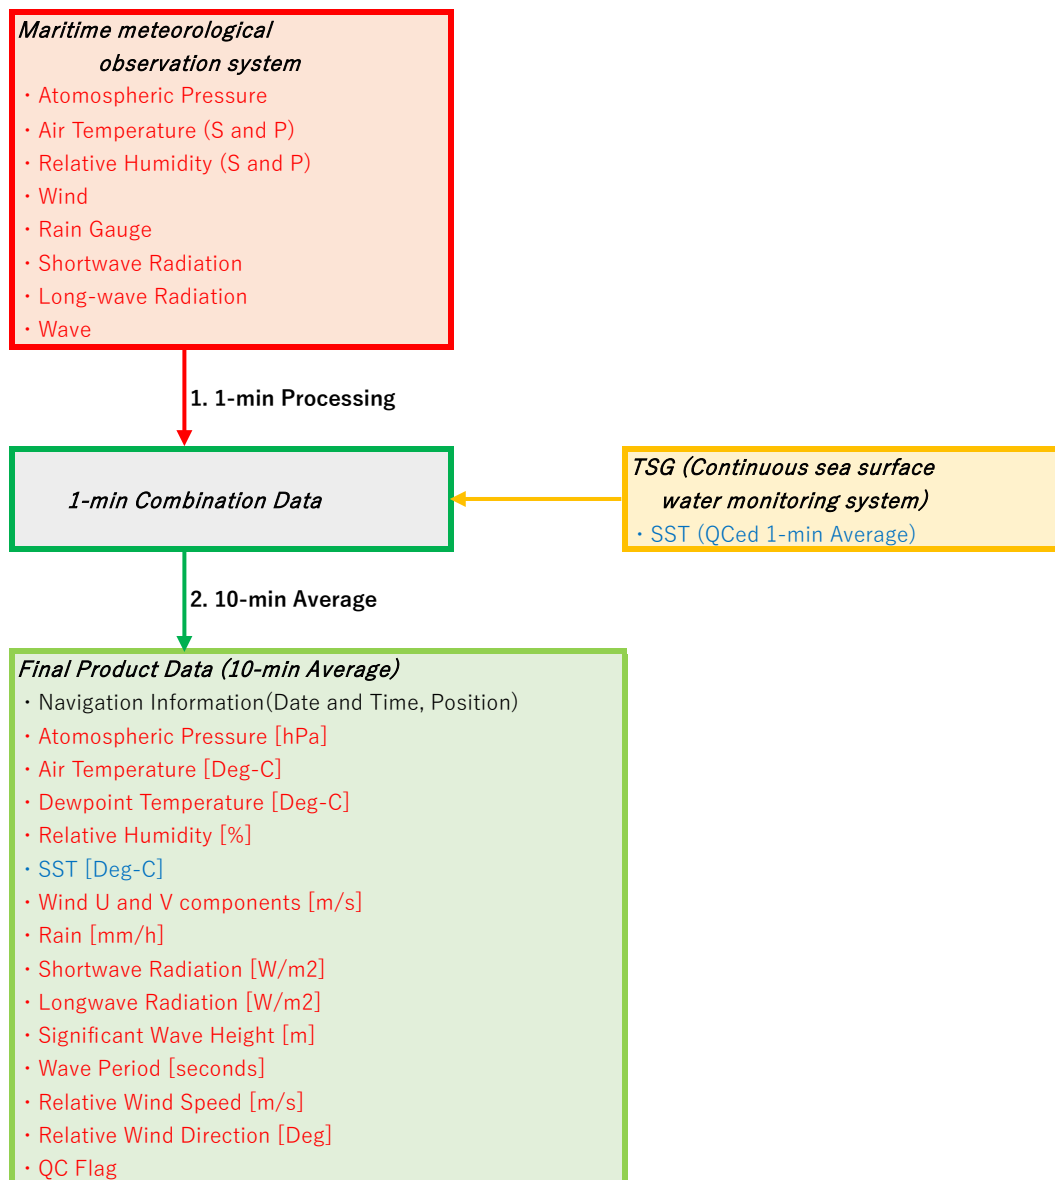 Maritime meteorological
observation system
・Atomospheric Pressure
・Air Temperature (S and P)
・Relative Humidity (S and P)
・Wind
・Rain Gauge
・Shortwave Radiation
・Long-wave Radiation
・Wave
1. 1-min Processing
1-min Combination Data
TSG (Continuous sea surface
water monitoring system)
・SST (QCed 1-min Average)
2. 10-min Average
Final Product Data (10-min Average)
・Navigation Information(Date and Time, Position)
・Atomospheric Pressure [hPa]
・Air Temperature [Deg-C]
・Dewpoint Temperature [Deg-C]
・Relative Humidity [%]
・SST [Deg-C]
・Wind U and V components [m/s]
・Rain [mm/h]
・Shortwave Radiation [W/m2]
・Longwave Radiation [W/m2]
・Significant Wave Height [m]
・Wave Period [seconds]
・Relative Wind Speed [m/s]
・Relative Wind Direction [Deg]
・QC Flag